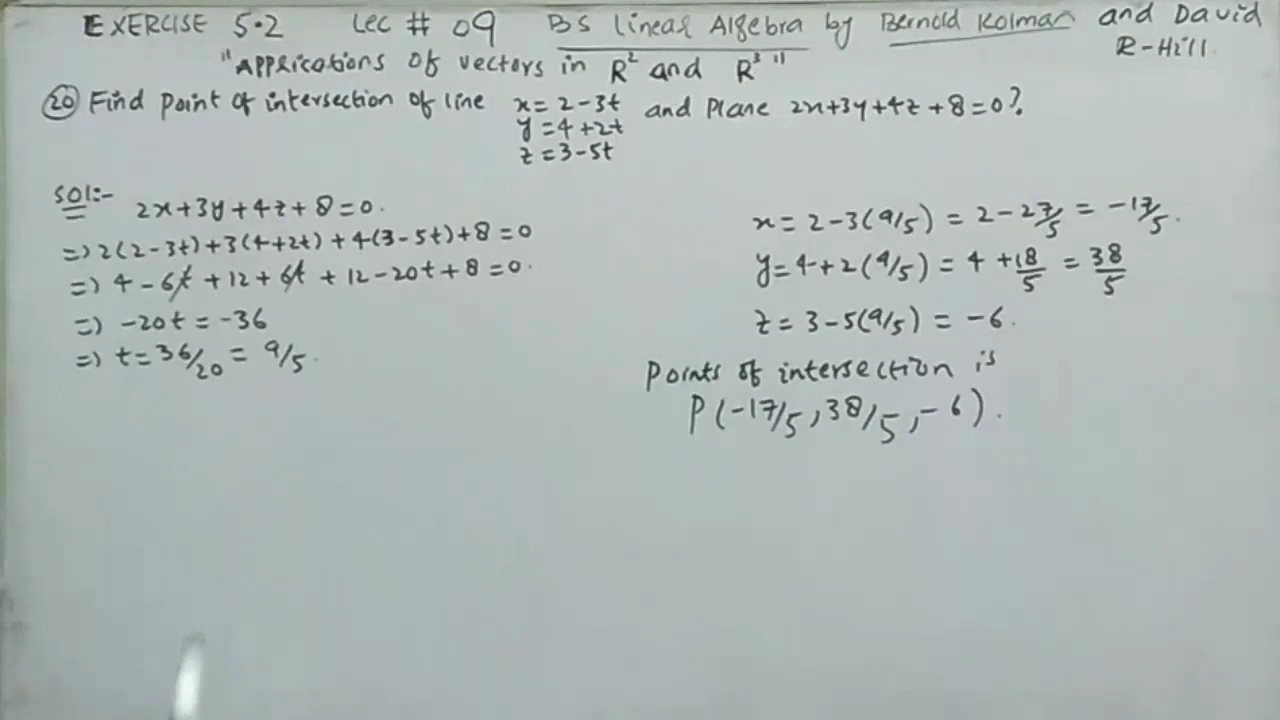 EXERCISE 5.2 Lec # 09 BS linear Algebra by Bernold Kolman and David
R-Hill
"Applications of vectors in R² and R³"
(20) Find point of intersection of line x=2-3t and Plane 2x+3y+4z+8=0?
y=4+2t
z=3-5t
Sol:-
2x+3y+4z+8=0.
=) 2(2-3t)+3(4+2t)+4(3-5t)+8=0
=) 4-6t+12+6t+12-20t+8=0.
=) -20t=-36
=) t=36/20=9/5.
x=2-3(9/5)=2-27/5=-17/5.
y=4+2(9/5)=4+18/5=38/5
z=3-5(9/5)=-6.
Points of intersection is
P(-17/5,38/5,-6).